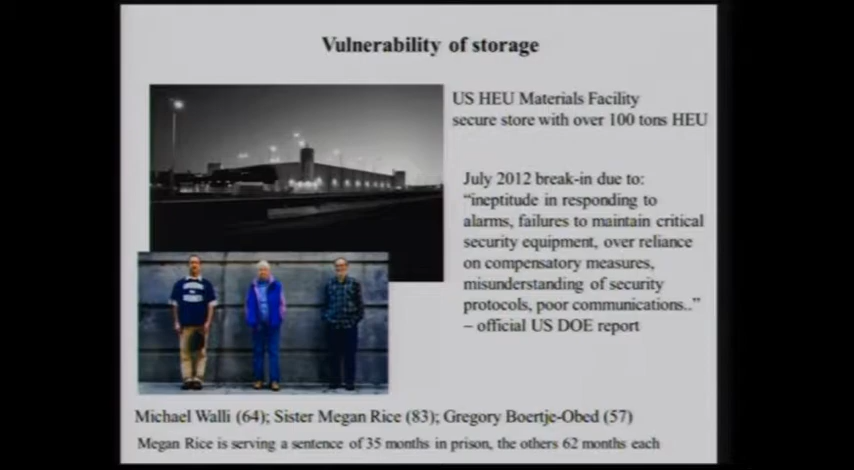 Vulnerability of storage
US HEU Materials Facility
secure store with over 100 tons HEU
July 2012 break-in due to:
“ineptitude in responding to
alarms, failures to maintain critical
security equipment, over reliance
on compensatory measures,
misunderstanding of security
protocols, poor communications..”
– official US DOE report
Michael Walli (64); Sister Megan Rice (83); Gregory Boertje-Obed (57)
Megan Rice is serving a sentence of 35 months in prison, the others 62 months each